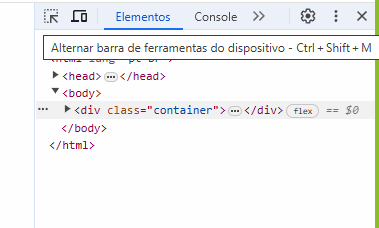 Elementos Console »
Alternar barra de ferramentas do dispositivo - Ctrl + Shift + M
<head> ··· </head>
<body>
··· <div class="container"> ··· </div> flex == $0
</body>
</html>